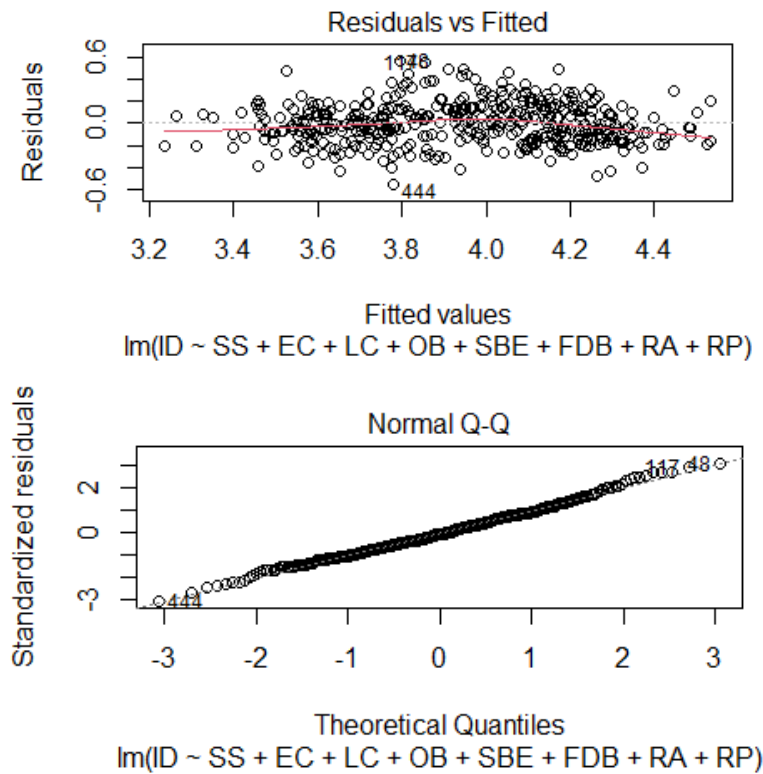 Residuals vs Fitted
Residuals
0.6
0.0
-0.6
444
3.2 3.6 3.4 3.8 4.0 4.2 4.4
Fitted values
lm(ID ~ SS + EC + LC + OB + SBE + FDB + RA + RP)
Normal Q-Q
Standardized residuals
2
0
-3
117 48
444
-3 -2 -1 0 1 2 3
Theoretical Quantiles
lm(ID ~ SS + EC + LC + OB + SBE + FDB + RA + RP)